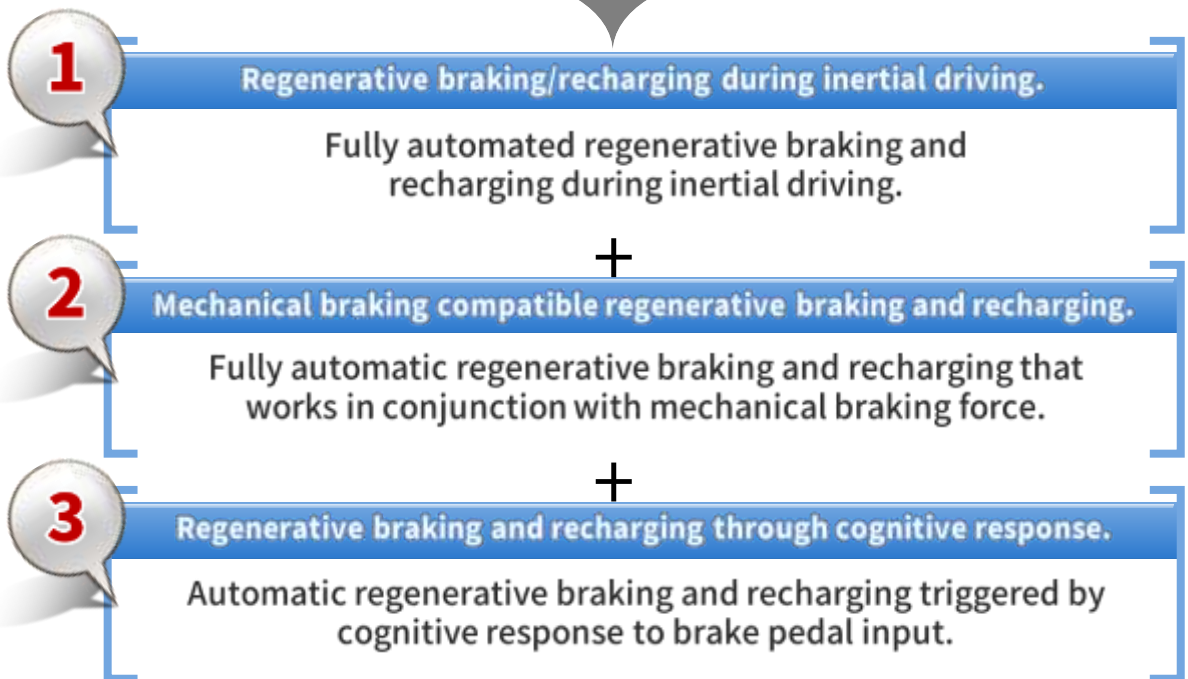 1
Regenerative braking/recharging during inertial driving.
Fully automated regenerative braking and
recharging during inertial driving.
+
2
Mechanical braking compatible regenerative braking and recharging.
Fully automatic regenerative braking and recharging that
works in conjunction with mechanical braking force.
+
3
Regenerative braking and recharging through cognitive response.
Automatic regenerative braking and recharging triggered by
cognitive response to brake pedal input.